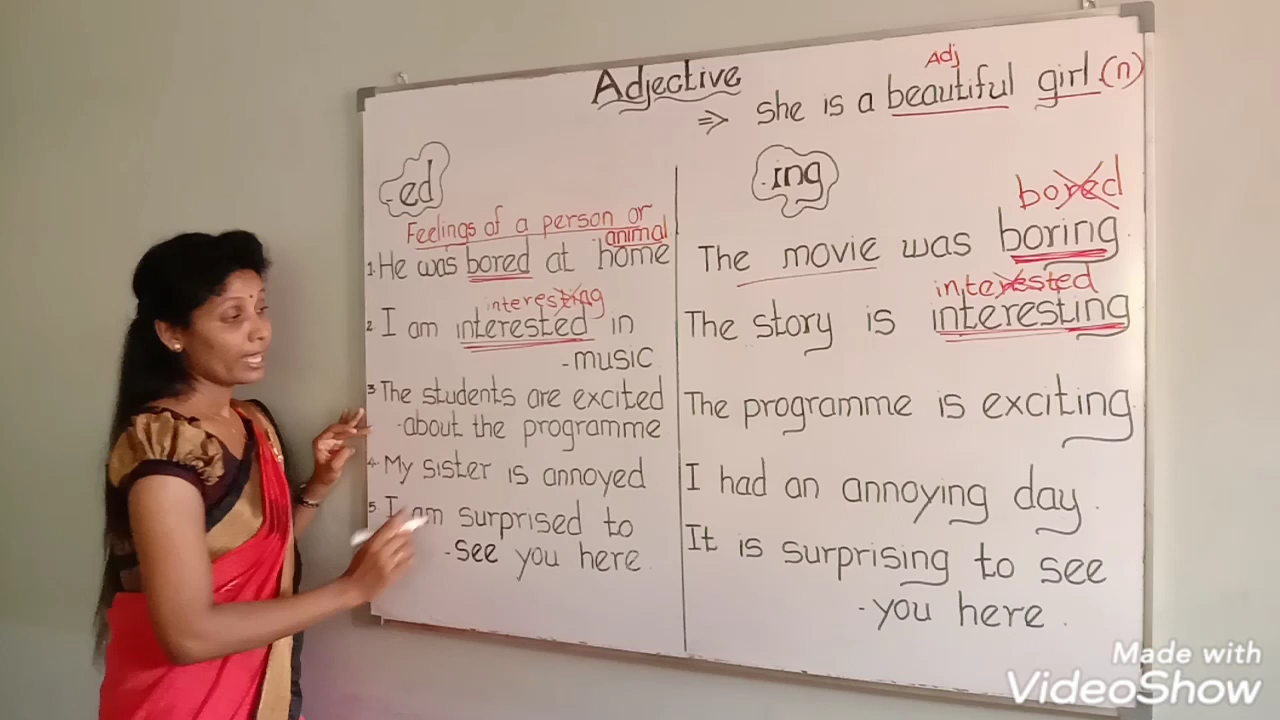 Adjective
Adj
⇒ She is a beautiful girl (n)
-ed
Feelings of a person or
animal
1. He was bored at home
interesting
2. I am interested in
-music
3 The students are excited
-about the programme
4. My sister is annoyed
5. I am surprised to
-see you here.
-ing
bored
The movie was boring.
interested
The story is interesting
The programme is exciting.
I had an annoying day.
It is surprising to see
-you here.
Made with
VideoShow